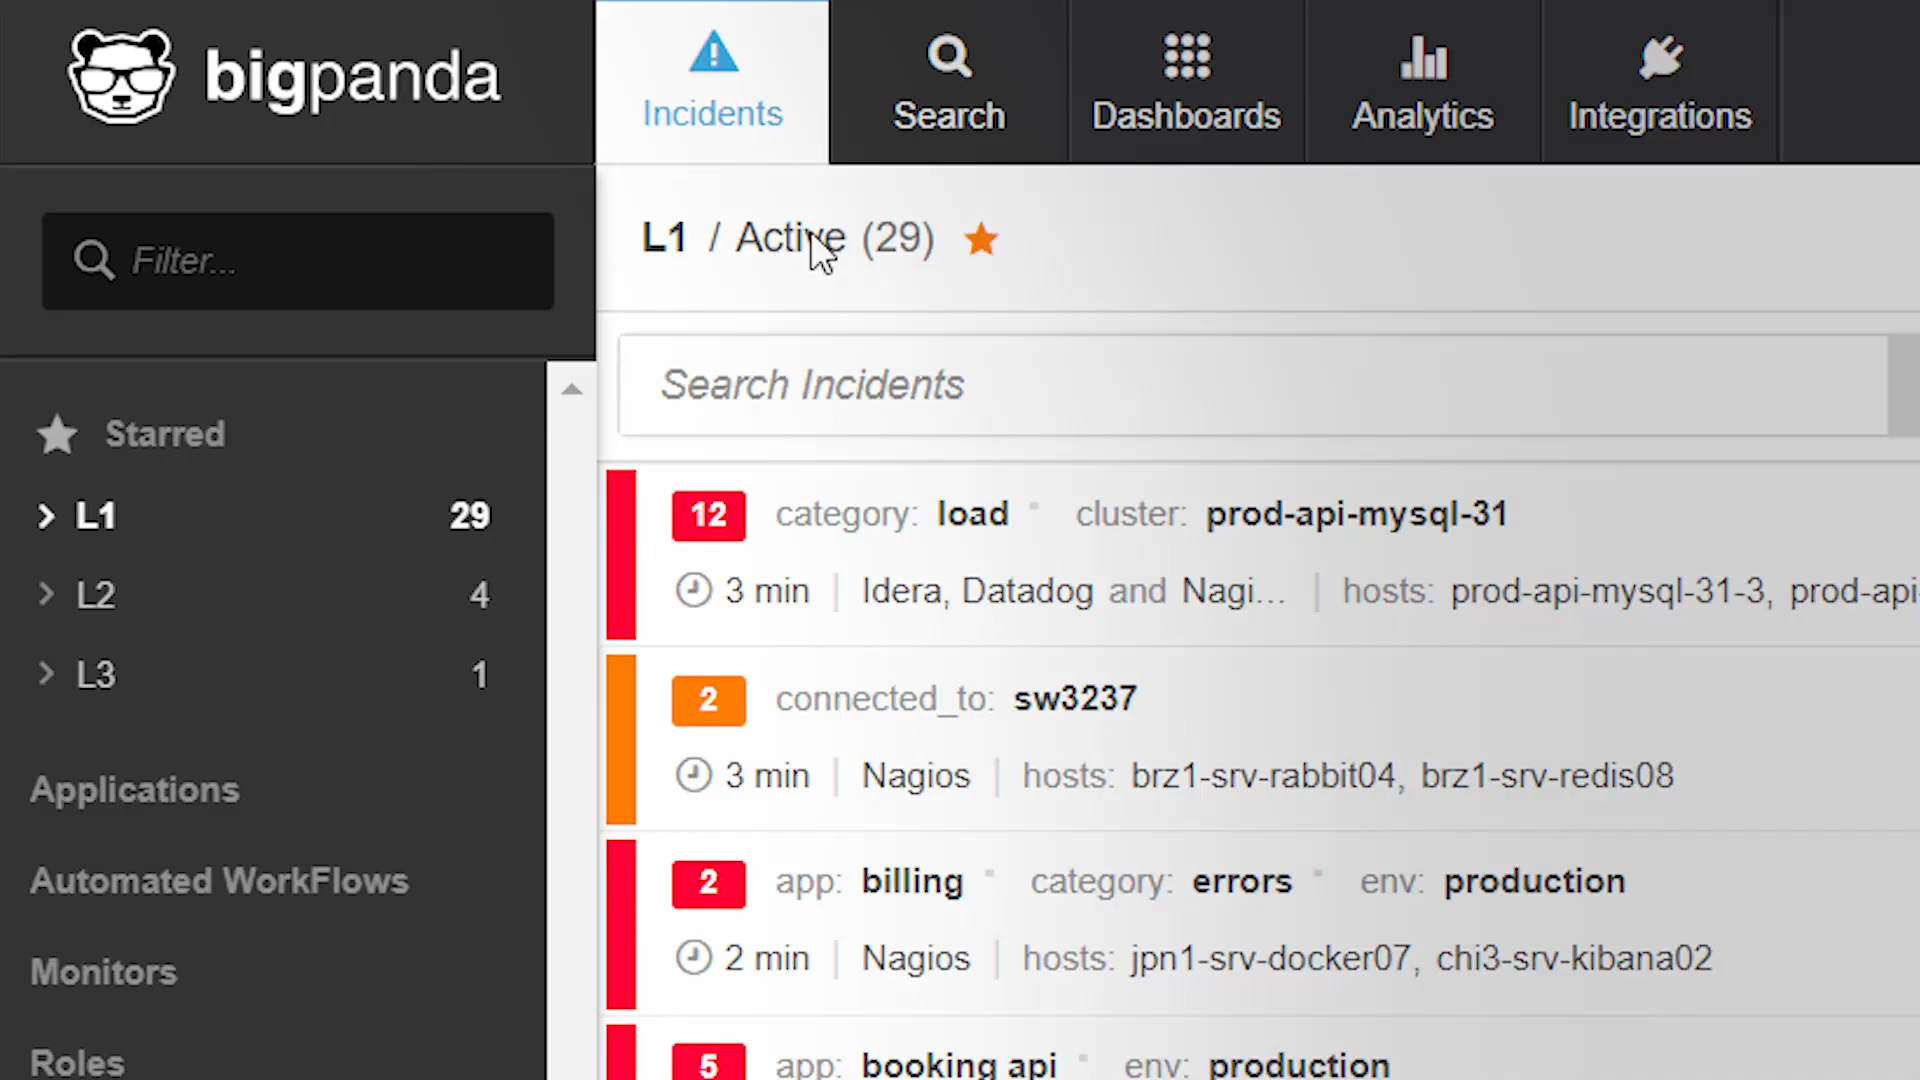 bigpanda
Incidents
Search
Dashboards
Analytics
Integrations
Filter...
Starred
L1 29
L2 4
L3 1
Applications
Automated WorkFlows
Monitors
Roles
L1 / Active (29)
Search Incidents
12 category: load cluster: prod-api-mysql-31
3 min | Idera, Datadog and Nagi... | hosts: prod-api-mysql-31-3, prod-api-
2 connected_to: sw3237
3 min | Nagios | hosts: brz1-srv-rabbit04, brz1-srv-redis08
2 app: billing category: errors env: production
2 min | Nagios | hosts: jpn1-srv-docker07, chi3-srv-kibana02
5 app: booking api env: production